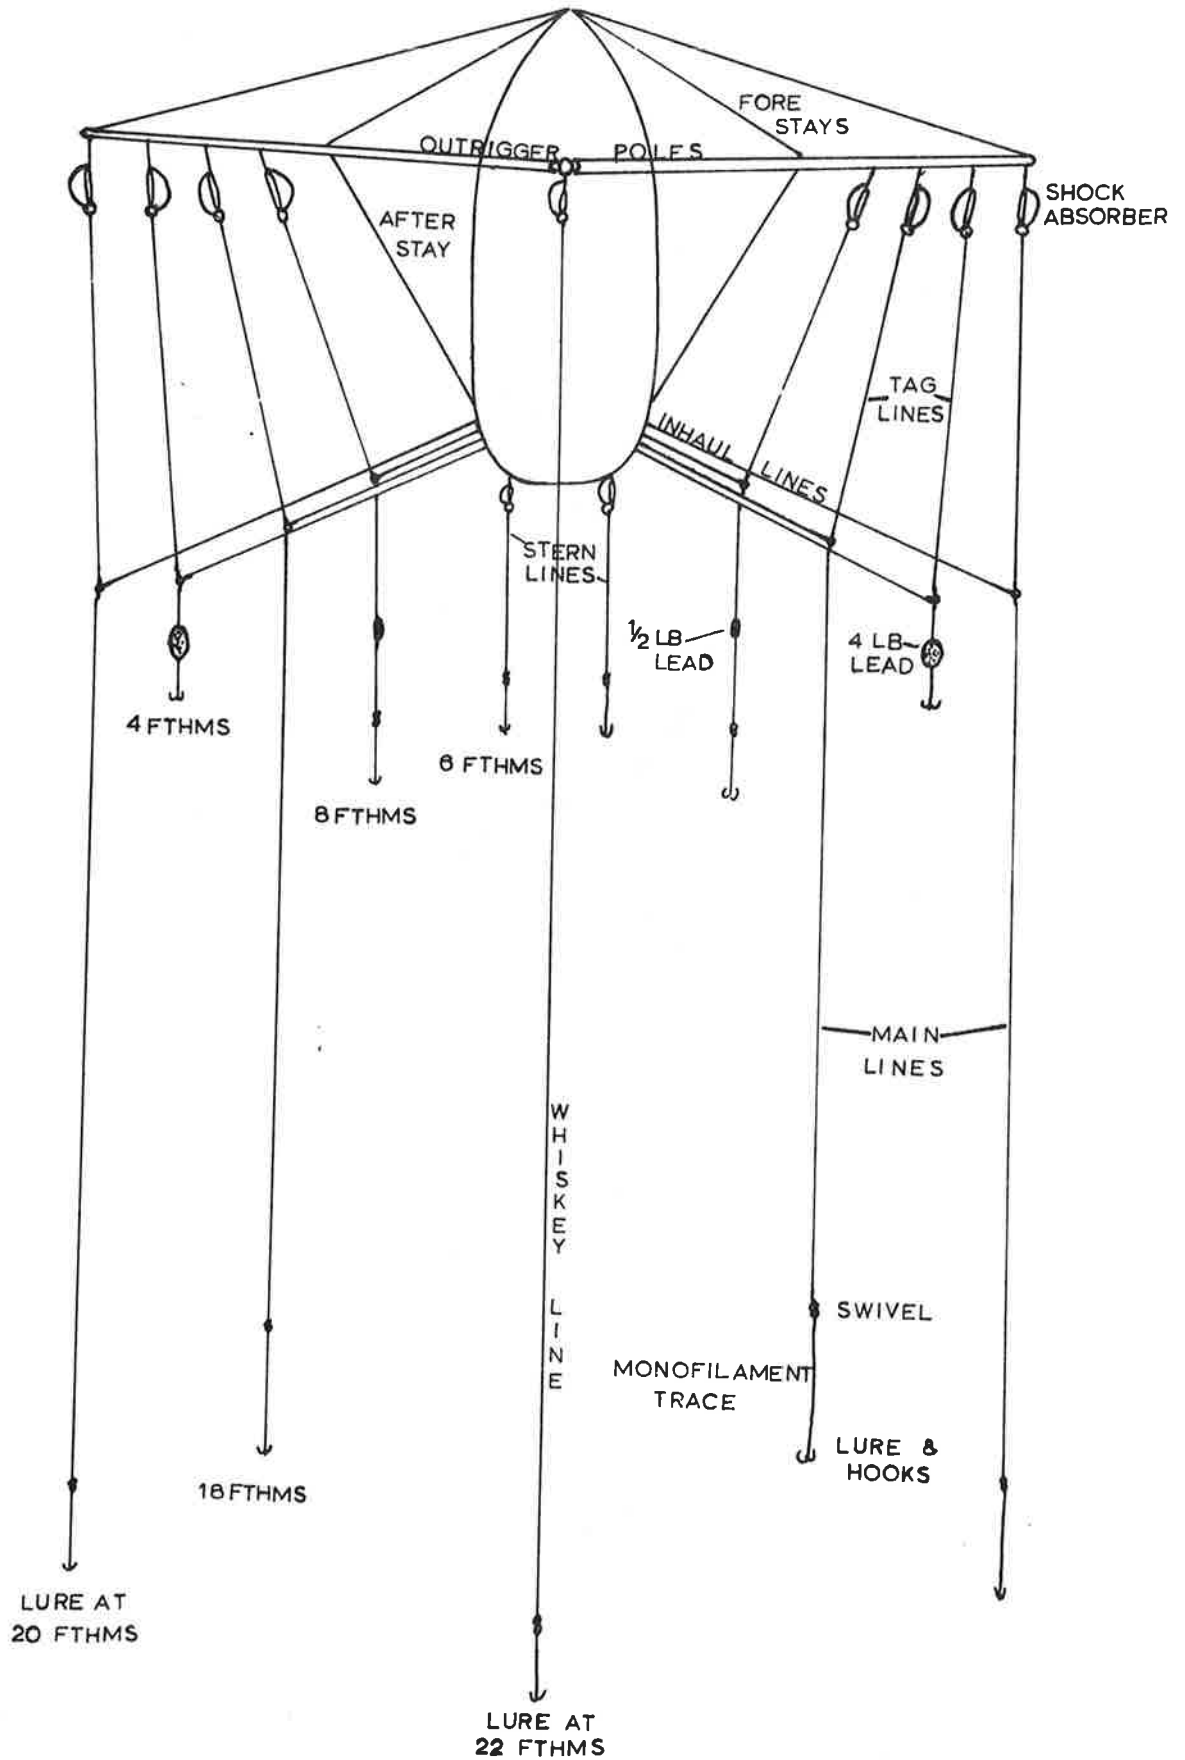 FORE
STAYS
OUTRIGGER POLES
SHOCK
ABSORBER
AFTER
STAY
TAG
LINES
INHAUL LINES
STERN
LINES
1/2 LB
LEAD
4 LB
LEAD
4 FTHMS
6 FTHMS
8 FTHMS
MAIN
LINES
WHISKEY LINE
SWIVEL
MONOFILAMENT
TRACE
LURE &
HOOKS
18 FTHMS
LURE AT
20 FTHMS
LURE AT
22 FTHMS